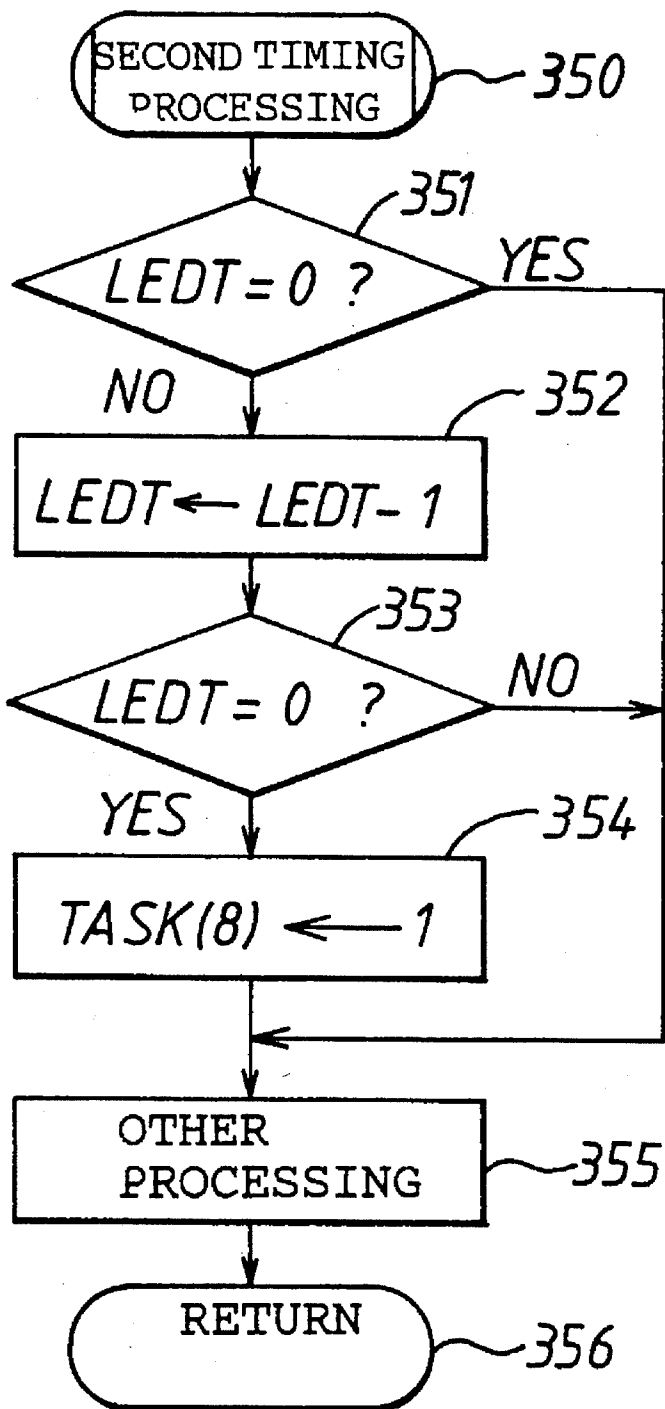 SECOND TIMING
PROCESSING
350
351
LEDT = 0 ?
YES
NO
352
LEDT ← LEDT - 1
353
LEDT = 0 ?
NO
YES
354
TASK(8) ← 1
OTHER
PROCESSING
355
RETURN
356